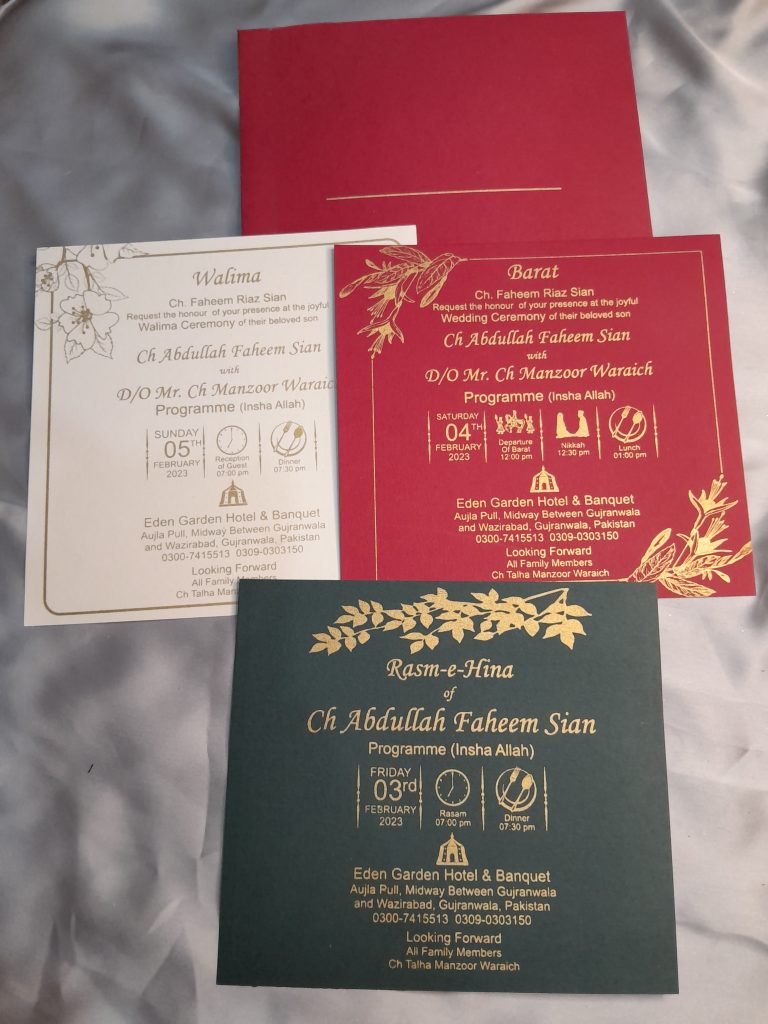 Walima
Ch. Faheem Riaz Sian
Request the honour of your presence at the joyful
Walima Ceremony of their beloved son
Ch Abdullah Faheem Sian
with
D/O Mr. Ch Manzoor Waraich
Programme (Insha Allah)
SUNDAY
05TH
FEBRUARY
2023
Reception
of Guest
07:00 pm
Dinner
07:30 pm
Eden Garden Hotel & Banquet
Aujla Pull, Midway Between Gujranwala
and Wazirabad, Gujranwala, Pakistan
0300-7415513 0309-0303150
Looking Forward
All Family
Ch Talha
Barat
Ch. Faheem Riaz Sian
Request the honour of your presence at the joyful
Wedding Ceremony of their beloved son
Ch Abdullah Faheem Sian
with
D/O Mr. Ch Manzoor Waraich
Programme (Insha Allah)
SATURDAY
04TH
FEBRUARY
2023
Departure
Of Barat
12:00 pm
Nikkah
12:30 pm
Lunch
01:00 pm
Eden Garden Hotel & Banquet
Aujla Pull, Midway Between Gujranwala
and Wazirabad, Gujranwala, Pakistan
0300-7415513 0309-0303150
Looking Forward
All Family Members
Ch Talha Manzoor Waraich
Rasm-e-Hina
of
Ch Abdullah Faheem Sian
Programme (Insha Allah)
FRIDAY
03rd
FEBRUARY
2023
Rasam
07:00 pm
Dinner
07:30 pm
Eden Garden Hotel & Banquet
Aujla Pull, Midway Between Gujranwala
and Wazirabad, Gujranwala, Pakistan
0300-7415513 0309-0303150
Looking Forward
All Family Members
Ch Talha Manzoor Waraich